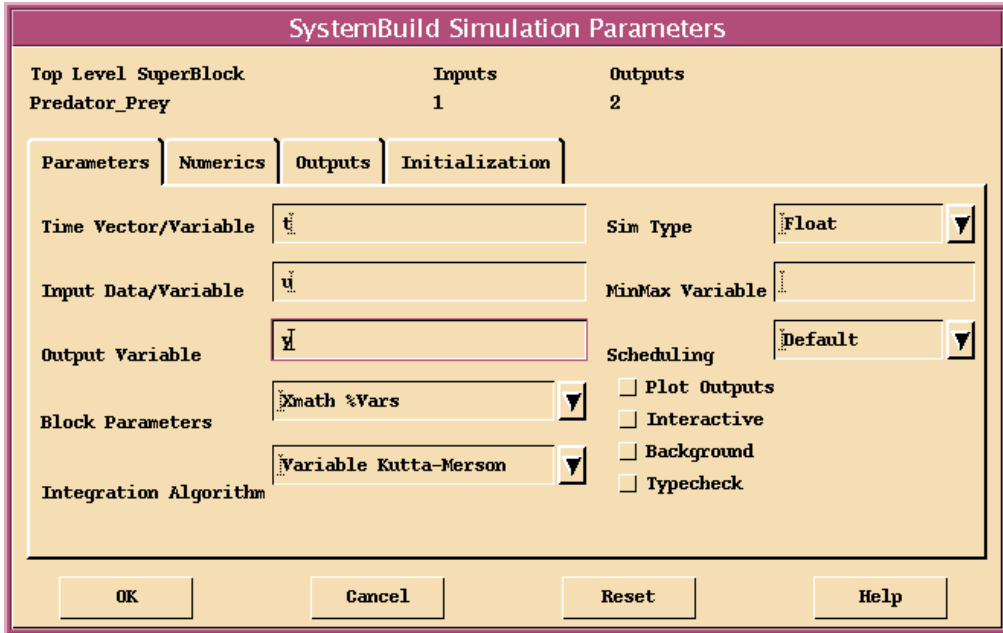 SystemBuild Simulation Parameters
Top Level SuperBlock Inputs Outputs
Predator_Prey 1 2
Parameters Numerics Outputs Initialization
Time Vector/Variable t Sim Type Float
Input Data/Variable u MinMax Variable
Output Variable y Scheduling Default
Block Parameters Xmath %Vars Plot Outputs
Interactive
Integration Algorithm Variable Kutta-Merson Background
Typecheck
OK Cancel Reset Help